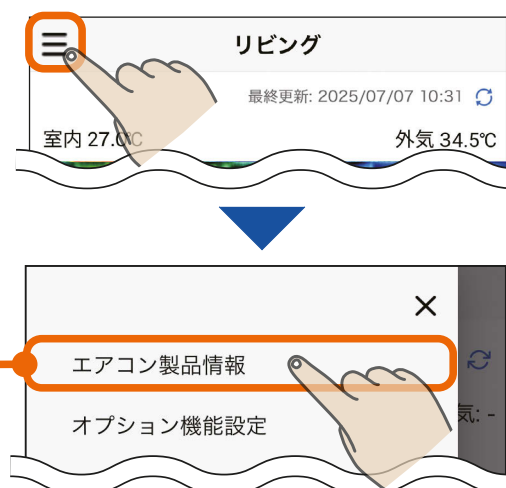 リビング
最終更新: 2025/07/07 10:31
室内 27.0℃ 外気 34.5℃
エアコン製品情報
気: -
オプション機能設定